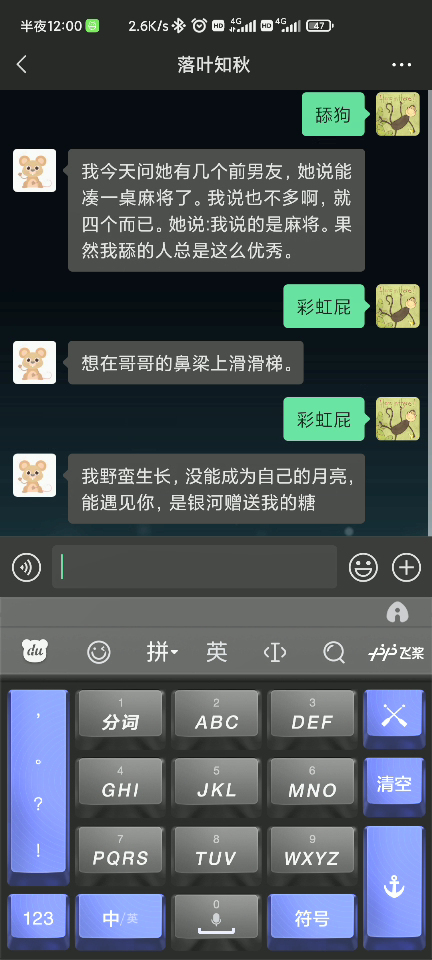 半夜12:00 2.6K/s HD 4G HD 4G 47
落叶知秋
舔狗
我今天问她有几个前男友，她说能
凑一桌麻将了。我说也不多啊，就
四个而已。她说:我说的是麻将。果
然我舔的人总是这么优秀。
彩虹屁
想在哥哥的鼻梁上滑滑梯。
彩虹屁
我野蛮生长，没能成为自己的月亮，
能遇见你，是银河赠送我的糖
du 拼 英 飞桨
， 1 分词 2 ABC 3 DEF
。 4 GHI 5 JKL 6 MNO 清空
？
！ 7 PQRS 8 TUV 9 WXYZ
123 中/英 0 符号